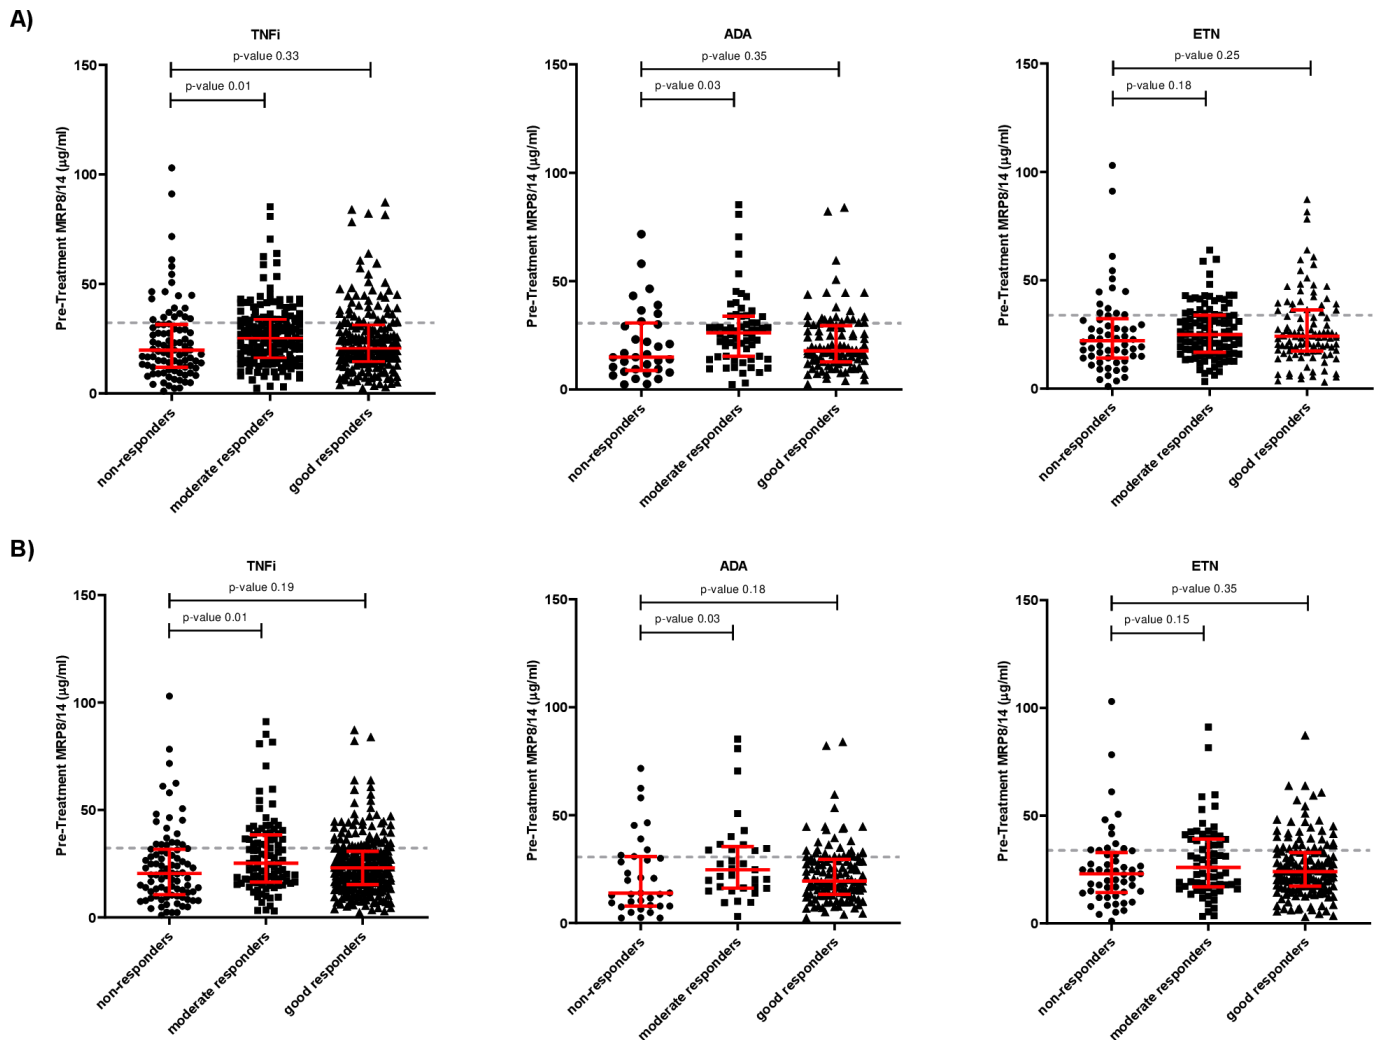 A)
TNFi
p-value 0.33
p-value 0.01
Pre-Treatment MRP8/14 (µg/ml)
150
100
50
0
non-responders
moderate responders
good responders
ADA
p-value 0.35
p-value 0.03
Pre-Treatment MRP8/14 (µg/ml)
150
100
50
0
non-responders
moderate responders
good responders
ETN
p-value 0.25
p-value 0.18
Pre-Treatment MRP8/14 (µg/ml)
150
100
50
0
non-responders
moderate responders
good responders
B)
TNFi
p-value 0.19
p-value 0.01
Pre-Treatment MRP8/14 (µg/ml)
150
100
50
0
non-responders
moderate responders
good responders
ADA
p-value 0.18
p-value 0.03
Pre-Treatment MRP8/14 (µg/ml)
150
100
50
0
non-responders
moderate responders
good responders
ETN
p-value 0.35
p-value 0.15
Pre-Treatment MRP8/14 (µg/ml)
150
100
50
0
non-responders
moderate responders
good responders